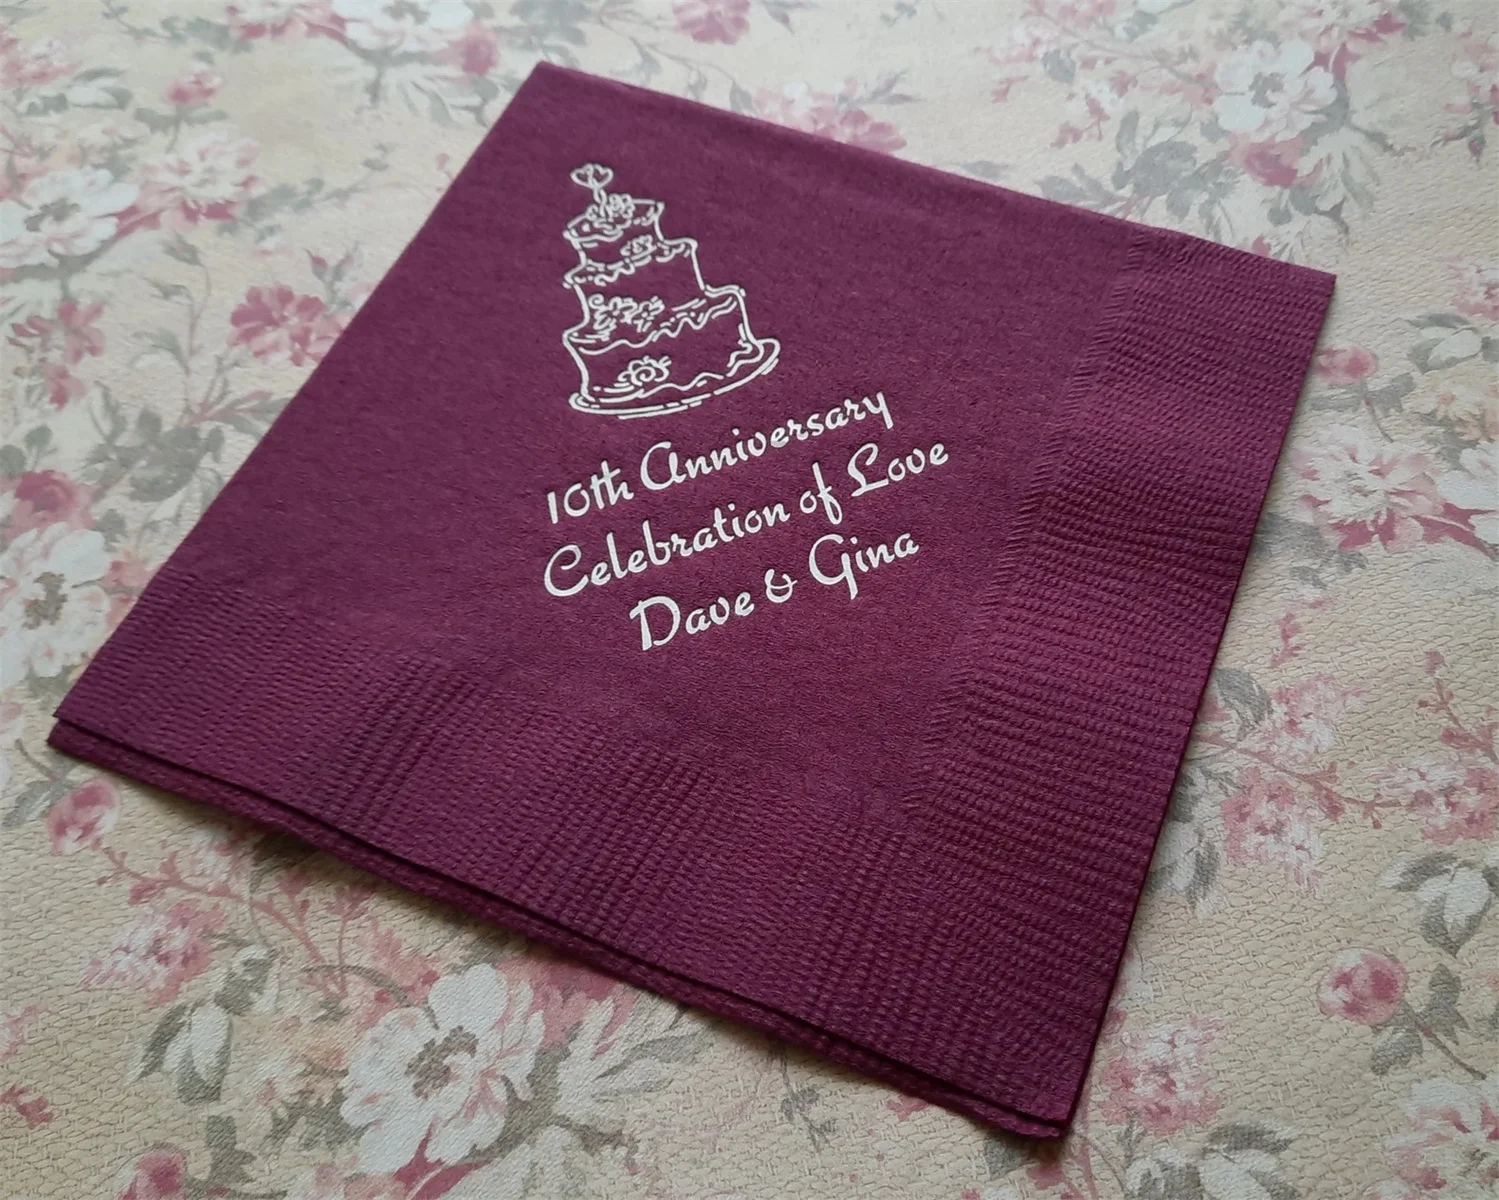 10th Anniversary
Celebration of Love
Dave & Gina